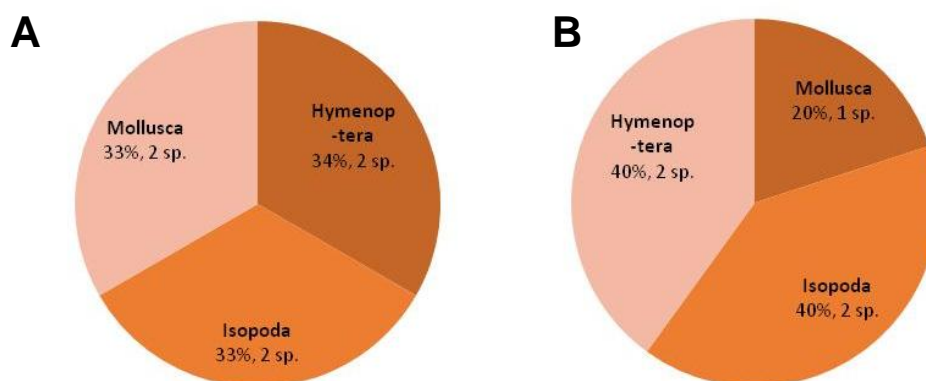 A
Mollusca
33%, 2 sp.
Hymenop
-tera
34%, 2 sp.
Isopoda
33%, 2 sp.
B
Hymenop
-tera
40%, 2 sp.
Mollusca
20%, 1 sp.
Isopoda
40%, 2 sp.